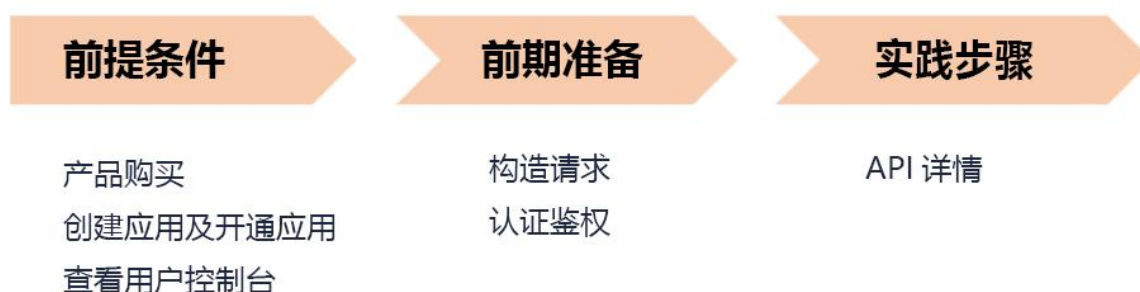 前提条件
产品购买
创建应用及开通应用
查看用户控制台
前期准备
构造请求
认证鉴权
实践步骤
API 详情